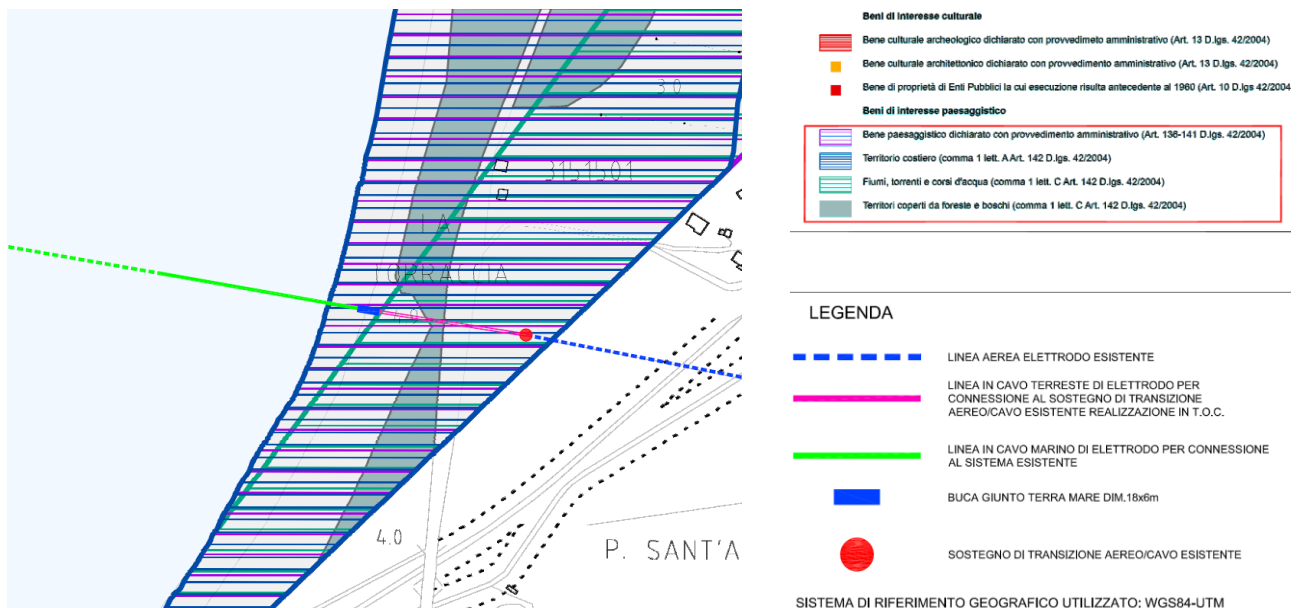 3.0
3151501
LA
TORRACCIA
4.0
4.0
P. SANT'A
Beni di interesse culturale
Bene culturale archeologico dichiarato con provvedimeto amministrativo (Art. 13 D.lgs. 42/2004)
Bene culturale architettonico dichiarato con provvedimento amministrativo (Art. 13 D.lgs. 42/2004)
Bene di proprietà di Enti Pubblici la cui esecuzione risulta antecedente al 1960 (Art. 10 D.lgs 42/2004
Beni di interesse paesaggistico
Bene paesaggistico dichiarato con provvedimento amministrativo (Art. 136-141 D.lgs. 42/2004)
Territorio costiero (comma 1 lett. A Art. 142 D.lgs. 42/2004)
Fiumi, torrenti e corsi d'acqua (comma 1 lett. C Art. 142 D.lgs. 42/2004)
Territori coperti da foreste e boschi (comma 1 lett. C Art. 142 D.lgs. 42/2004)
LEGENDA
LINEA AEREA ELETTRODO ESISTENTE
LINEA IN CAVO TERRESTE DI ELETTRODO PER
CONNESSIONE AL SOSTEGNO DI TRANSIZIONE
AEREO/CAVO ESISTENTE REALIZZAZIONE IN T.O.C.
LINEA IN CAVO MARINO DI ELETTRODO PER CONNESSIONE
AL SISTEMA ESISTENTE
BUCA GIUNTO TERRA MARE DIM.18x6m
SOSTEGNO DI TRANSIZIONE AEREO/CAVO ESISTENTE
SISTEMA DI RIFERIMENTO GEOGRAFICO UTILIZZATO: WGS84-UTM